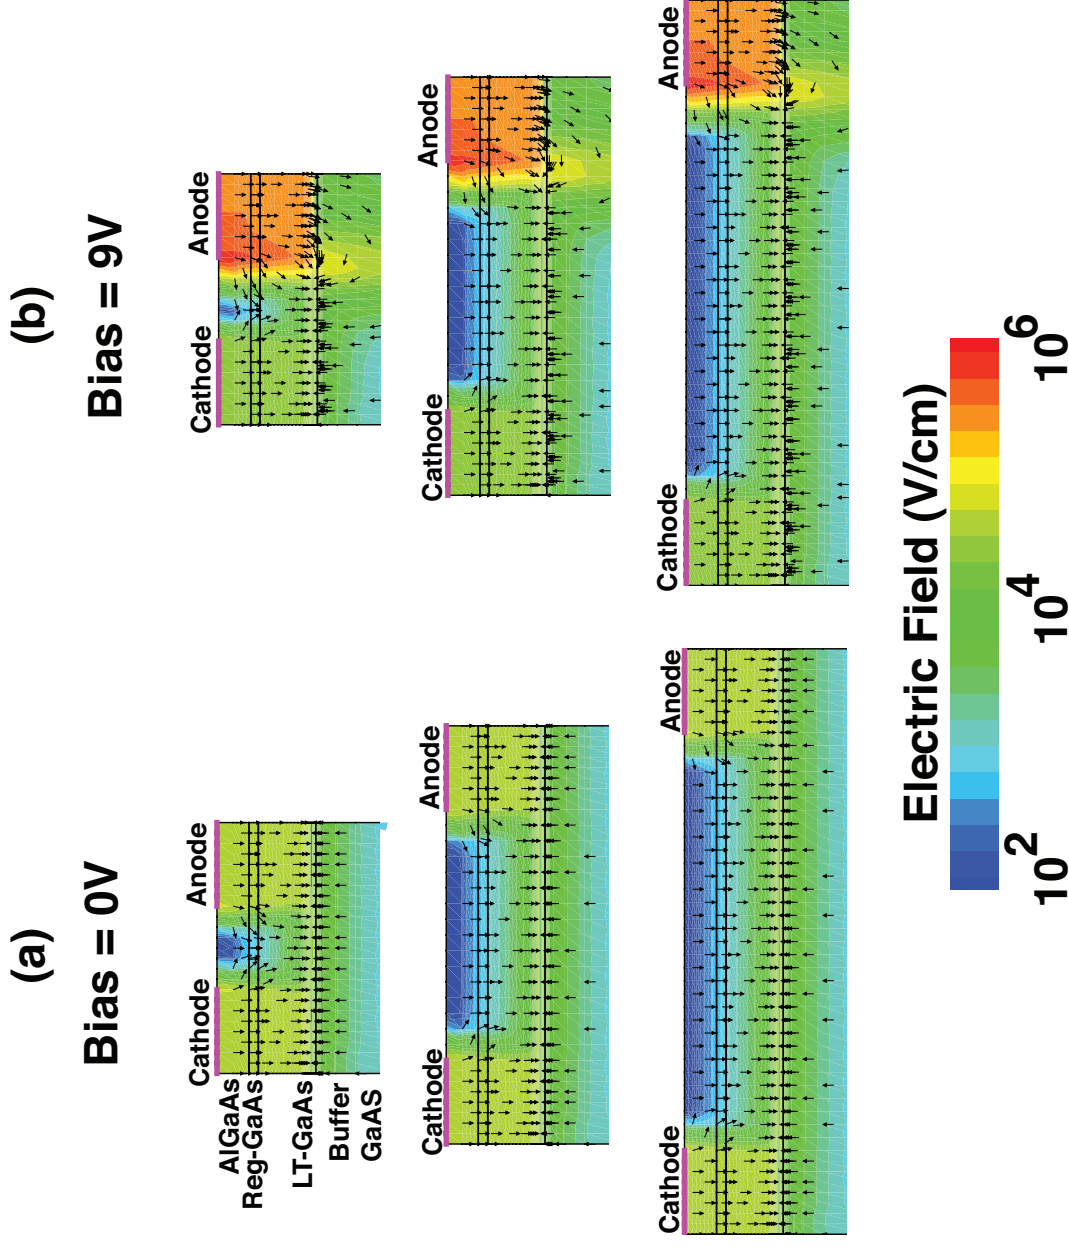 (a)
(b)
Bias = 0V
Bias = 9V
Cathode
Anode
Cathode
Anode
AlGaAs
Reg-GaAs
LT-GaAs
Buffer
GaAS
Cathode
Anode
Cathode
Anode
Cathode
Anode
Cathode
Anode
Electric Field (V/cm)
10² 10⁴ 10⁶